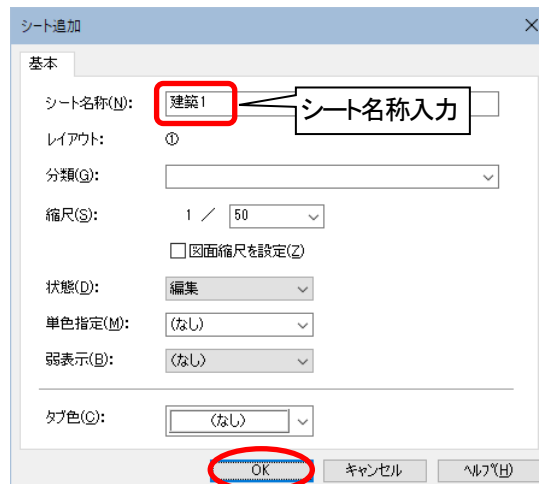 シート追加
基本
シート名称(N): 建築1
シート名称入力
レイアウト: ①
分類(G):
縮尺(S): 1 / 50
図面縮尺を設定(Z)
状態(D): 編集
単色指定(M): (なし)
弱表示(B): (なし)
タブ色(C): (なし)
OK キャンセル ヘルプ(H)